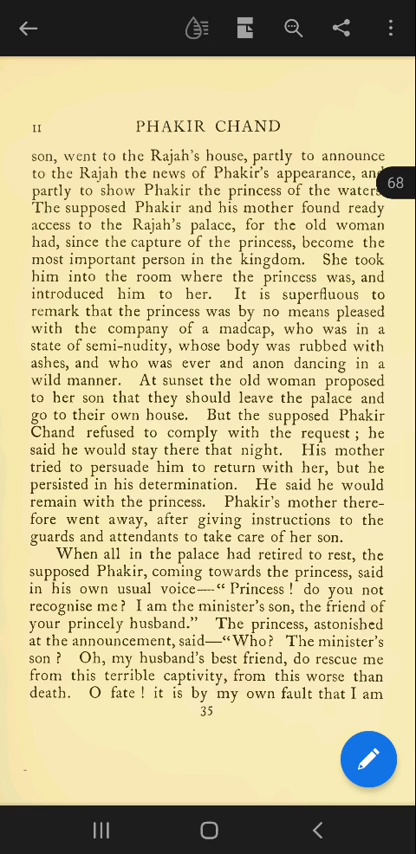 II PHAKIR CHAND
son, went to the Rajah's house, partly to announce
to the Rajah the news of Phakir's appearance, and
partly to show Phakir the princess of the waters.
68
The supposed Phakir and his mother found ready
access to the Rajah's palace, for the old woman
had, since the capture of the princess, become the
most important person in the kingdom. She took
him into the room where the princess was, and
introduced him to her. It is superfluous to
remark that the princess was by no means pleased
with the company of a madcap, who was in a
state of semi-nudity, whose body was rubbed with
ashes, and who was ever and anon dancing in a
wild manner. At sunset the old woman proposed
to her son that they should leave the palace and
go to their own house. But the supposed Phakir
Chand refused to comply with the request ; he
said he would stay there that night. His mother
tried to persuade him to return with her, but he
persisted in his determination. He said he would
remain with the princess. Phakir's mother there-
fore went away, after giving instructions to the
guards and attendants to take care of her son.
When all in the palace had retired to rest, the
supposed Phakir, coming towards the princess, said
in his own usual voice—“ Princess ! do you not
recognise me ? I am the minister's son, the friend of
your princely husband.” The princess, astonished
at the announcement, said—“Who? The minister's
son ? Oh, my husband's best friend, do rescue me
from this terrible captivity, from this worse than
death. O fate ! it is by my own fault that I am
35